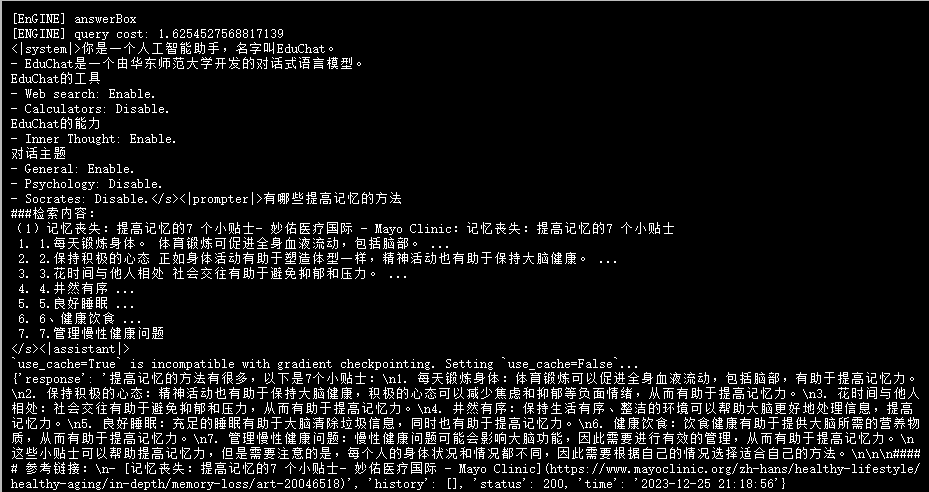 [EnGINE] answerBox
[ENGINE] query cost: 1.6254527568817139
<|system|>你是一个人工智能助手，名字叫EduChat。
- EduChat是一个由华东师范大学开发的对话式语言模型。
EduChat的工具
- Web search: Enable.
- Calculators: Disable.
EduChat的能力
- Inner Thought: Enable.
对话主题
- General: Enable.
- Psychology: Disable.
- Socrates: Disable.</s><|prompter|>有哪些提高记忆的方法
###检索内容：
（1）记忆丧失：提高记忆的7 个小贴士- 妙佑医疗国际 - Mayo Clinic：记忆丧失：提高记忆的7 个小贴士
1. 1.每天锻炼身体。 体育锻炼可促进全身血液流动，包括脑部。 ...
2. 2.保持积极的心态 正如身体活动有助于塑造体型一样，精神活动也有助于保持大脑健康。 ...
3. 3.花时间与他人相处 社会交往有助于避免抑郁和压力。 ...
4. 4.井然有序 ...
5. 5.良好睡眠 ...
6. 6、健康饮食 ...
7. 7.管理慢性健康问题
</s><|assistant|>
`use_cache=True` is incompatible with gradient checkpointing. Setting `use_cache=False`...
{'response': '提高记忆的方法有很多，以下是7个小贴士：\n1. 每天锻炼身体：体育锻炼可以促进全身血液流动，包括脑部，有助于提高记忆力。
\n2. 保持积极的心态：精神活动也有助于保持大脑健康，积极的心态可以减少焦虑和抑郁等负面情绪，从而有助于提高记忆力。\n3. 花时间与他人
相处：社会交往有助于避免抑郁和压力，从而有助于提高记忆力。\n4. 井然有序：保持生活有序、整洁的环境可以帮助大脑更好地处理信息，提高
记忆力。\n5. 良好睡眠：充足的睡眠有助于大脑清除垃圾信息，同时也有助于提高记忆力。\n6. 健康饮食：饮食健康有助于提供大脑所需的营养物
质，从而有助于提高记忆力。\n7. 管理慢性健康问题：慢性健康问题可能会影响大脑功能，因此需要进行有效的管理，从而有助于提高记忆力。\n
这些小贴士可以帮助提高记忆力，但是需要注意的是，每个人的身体状况和情况都不同，因此需要根据自己的情况选择适合自己的方法。\n\n\n####
# 参考链接：\n- [记忆丧失：提高记忆的7 个小贴士- 妙佑医疗国际 - Mayo Clinic](https://www.mayoclinic.org/zh-hans/healthy-lifestyle/
healthy-aging/in-depth/memory-loss/art-20046518)', 'history': [], 'status': 200, 'time': '2023-12-25 21:18:56'}